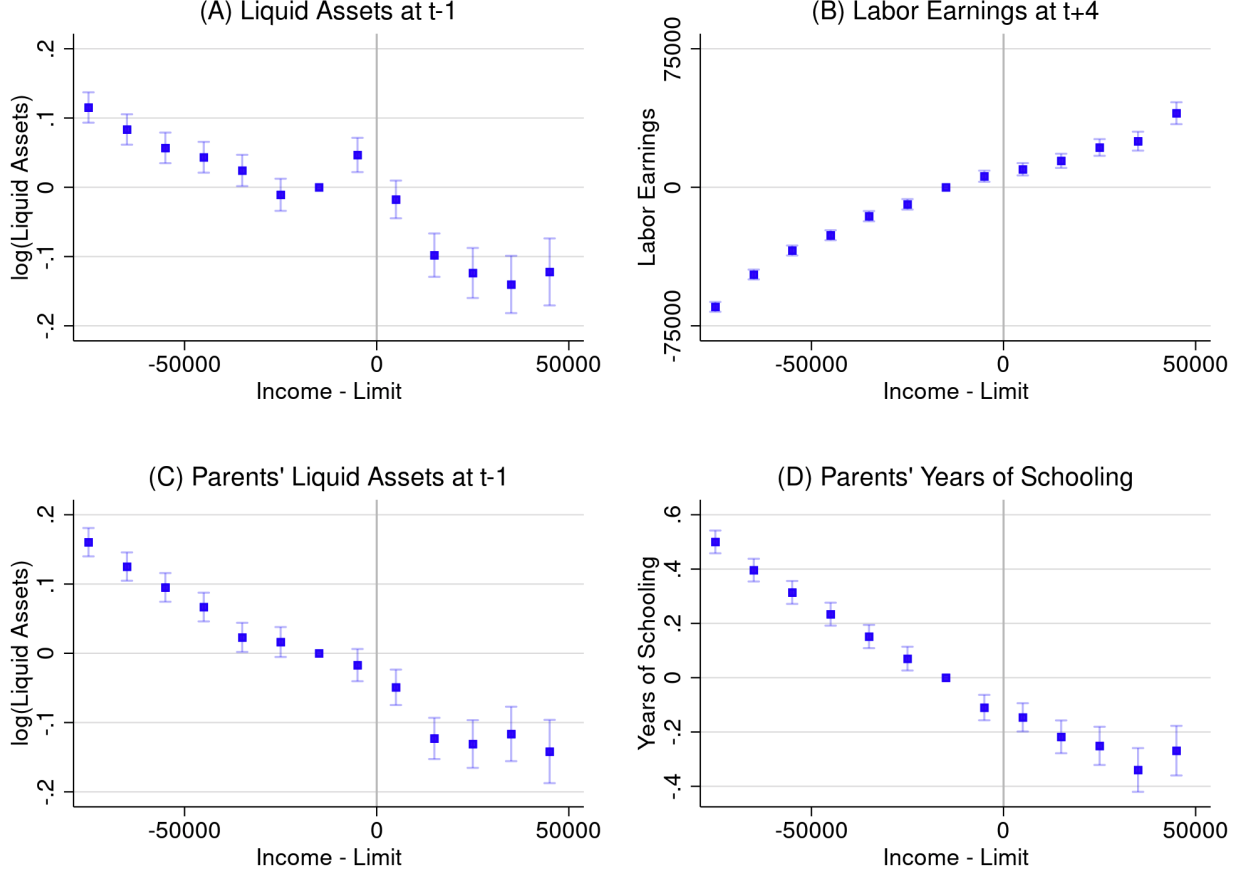 (A) Liquid Assets at t-1
log(Liquid Assets)
.2
.1
0
-.1
-.2
-50000
0
50000
Income - Limit
(B) Labor Earnings at t+4
Labor Earnings
75000
0
-75000
-50000
0
50000
Income - Limit
(C) Parents' Liquid Assets at t-1
log(Liquid Assets)
.2
.1
0
-.1
-.2
-50000
0
50000
Income - Limit
(D) Parents' Years of Schooling
Years of Schooling
.6
.4
.2
0
-.2
-.4
-50000
0
50000
Income - Limit